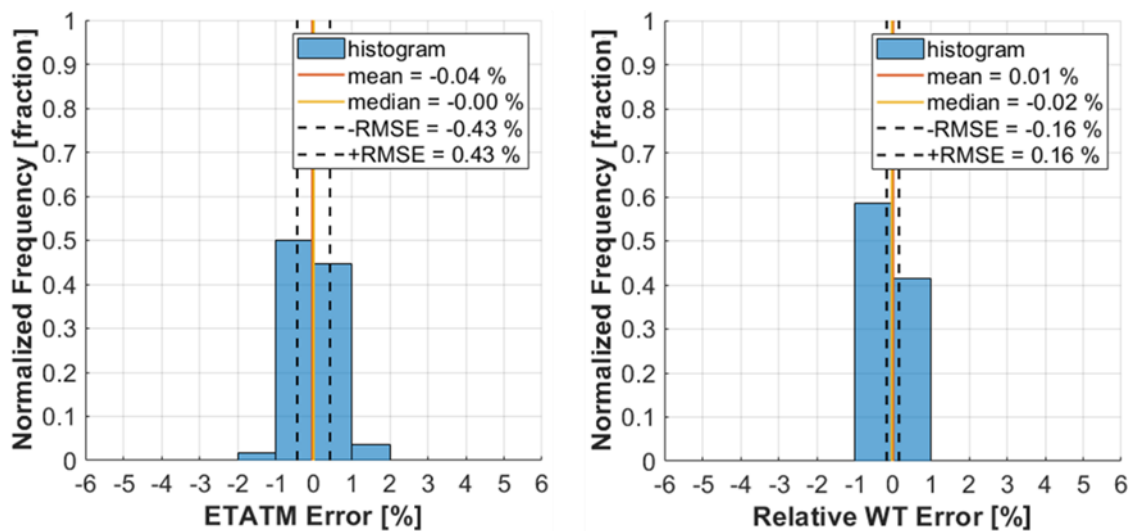 Normalized Frequency [fraction]
1
0.9
0.8
0.7
0.6
0.5
0.4
0.3
0.2
0.1
0
histogram
mean = -0.04 %
median = -0.00 %
-RMSE = -0.43 %
+RMSE = 0.43 %
-6 -5 -4 -3 -2 -1 0 1 2 3 4 5 6
ETATM Error [%]
Normalized Frequency [fraction]
1
0.9
0.8
0.7
0.6
0.5
0.4
0.3
0.2
0.1
0
histogram
mean = 0.01 %
median = -0.02 %
-RMSE = -0.16 %
+RMSE = 0.16 %
-6 -5 -4 -3 -2 -1 0 1 2 3 4 5 6
Relative WT Error [%]